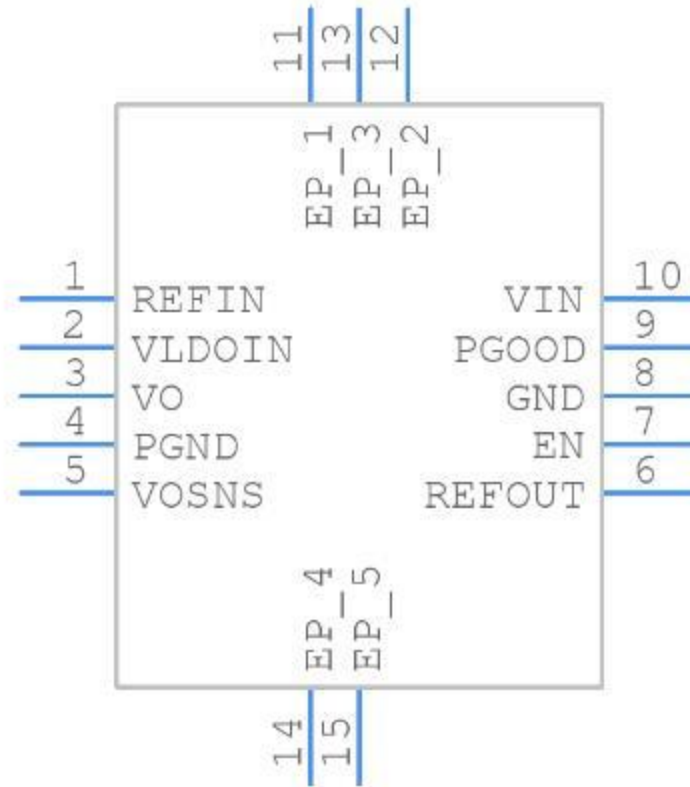 11 13 12
EP_1 EP_3 EP_2
1 REFIN VIN 10
2 VLDOIN PGOOD 9
3 VO GND 8
4 PGND EN 7
5 VOSNS REFOUT 6
EP_4 EP_5
14 15